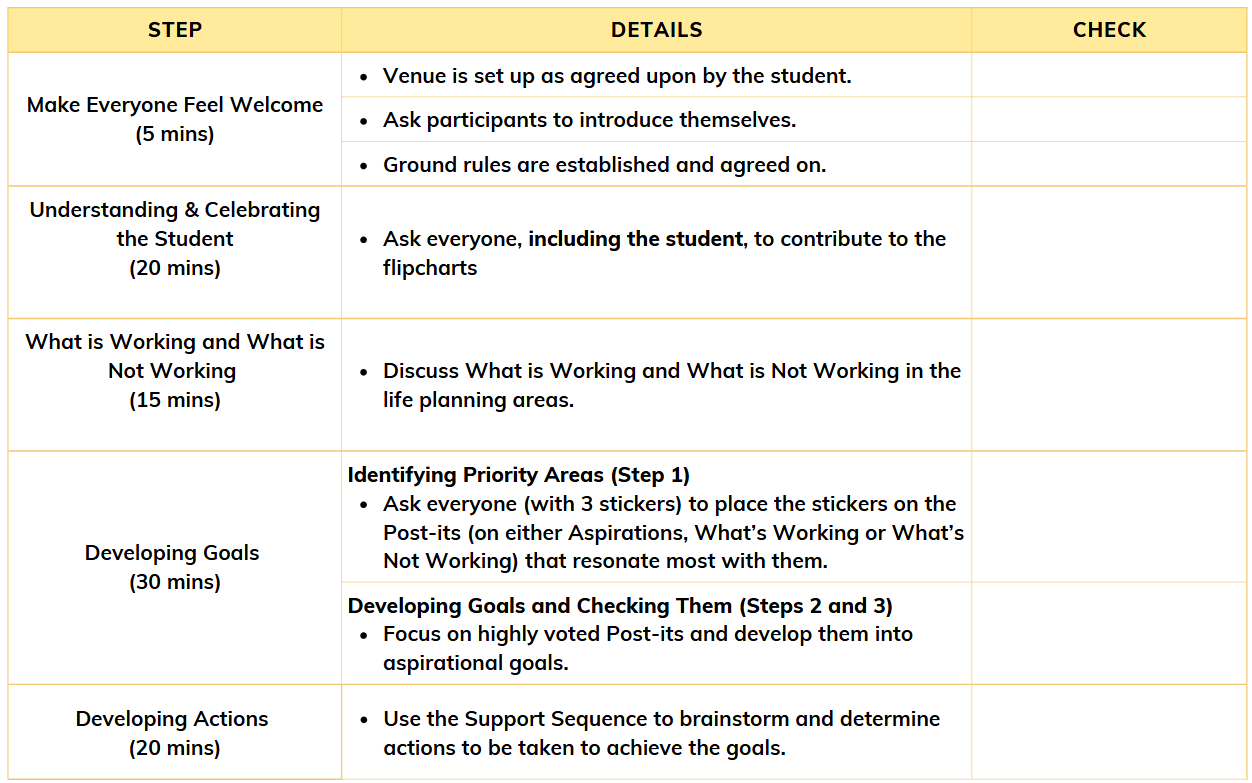 STEP
DETAILS
CHECK
Make Everyone Feel Welcome
(5 mins)
• Venue is set up as agreed upon by the student.
• Ask participants to introduce themselves.
• Ground rules are established and agreed on.
Understanding & Celebrating
the Student
(20 mins)
• Ask everyone, including the student, to contribute to the
flipcharts
What is Working and What is
Not Working
(15 mins)
• Discuss What is Working and What is Not Working in the
life planning areas.
Developing Goals
(30 mins)
Identifying Priority Areas (Step 1)
• Ask everyone (with 3 stickers) to place the stickers on the
Post-its (on either Aspirations, What’s Working or What’s
Not Working) that resonate most with them.
Developing Goals and Checking Them (Steps 2 and 3)
• Focus on highly voted Post-its and develop them into
aspirational goals.
Developing Actions
(20 mins)
• Use the Support Sequence to brainstorm and determine
actions to be taken to achieve the goals.